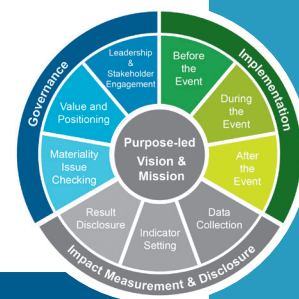 Governance
Implementation
Impact Measurement & Disclosure
Leadership
&
Stakeholder
Engagement
Before
the
Event
During
the
Event
After
the
Event
Data
Collection
Indicator
Setting
Result
Disclosure
Materiality
Issue
Checking
Value and
Positioning
Purpose-led
Vision &
Mission